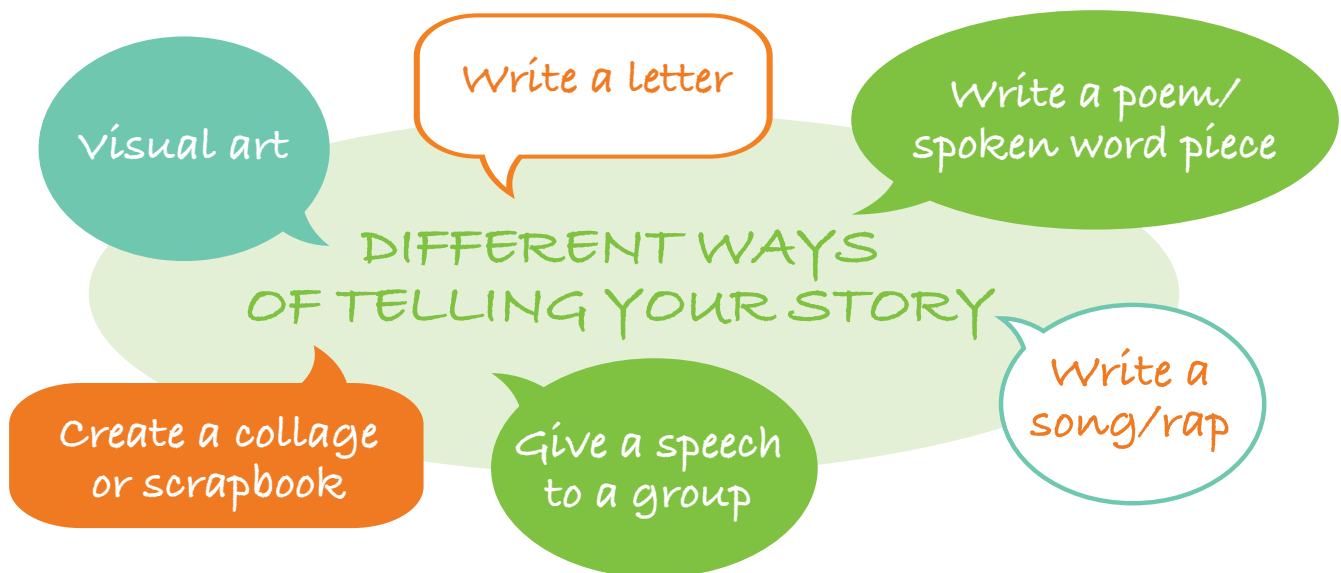 Visual art
Write a letter
Write a poem/
spoken word piece
DIFFERENT WAYS
OF TELLING YOUR STORY
Create a collage
or scrapbook
Give a speech
to a group
Write a
song/rap